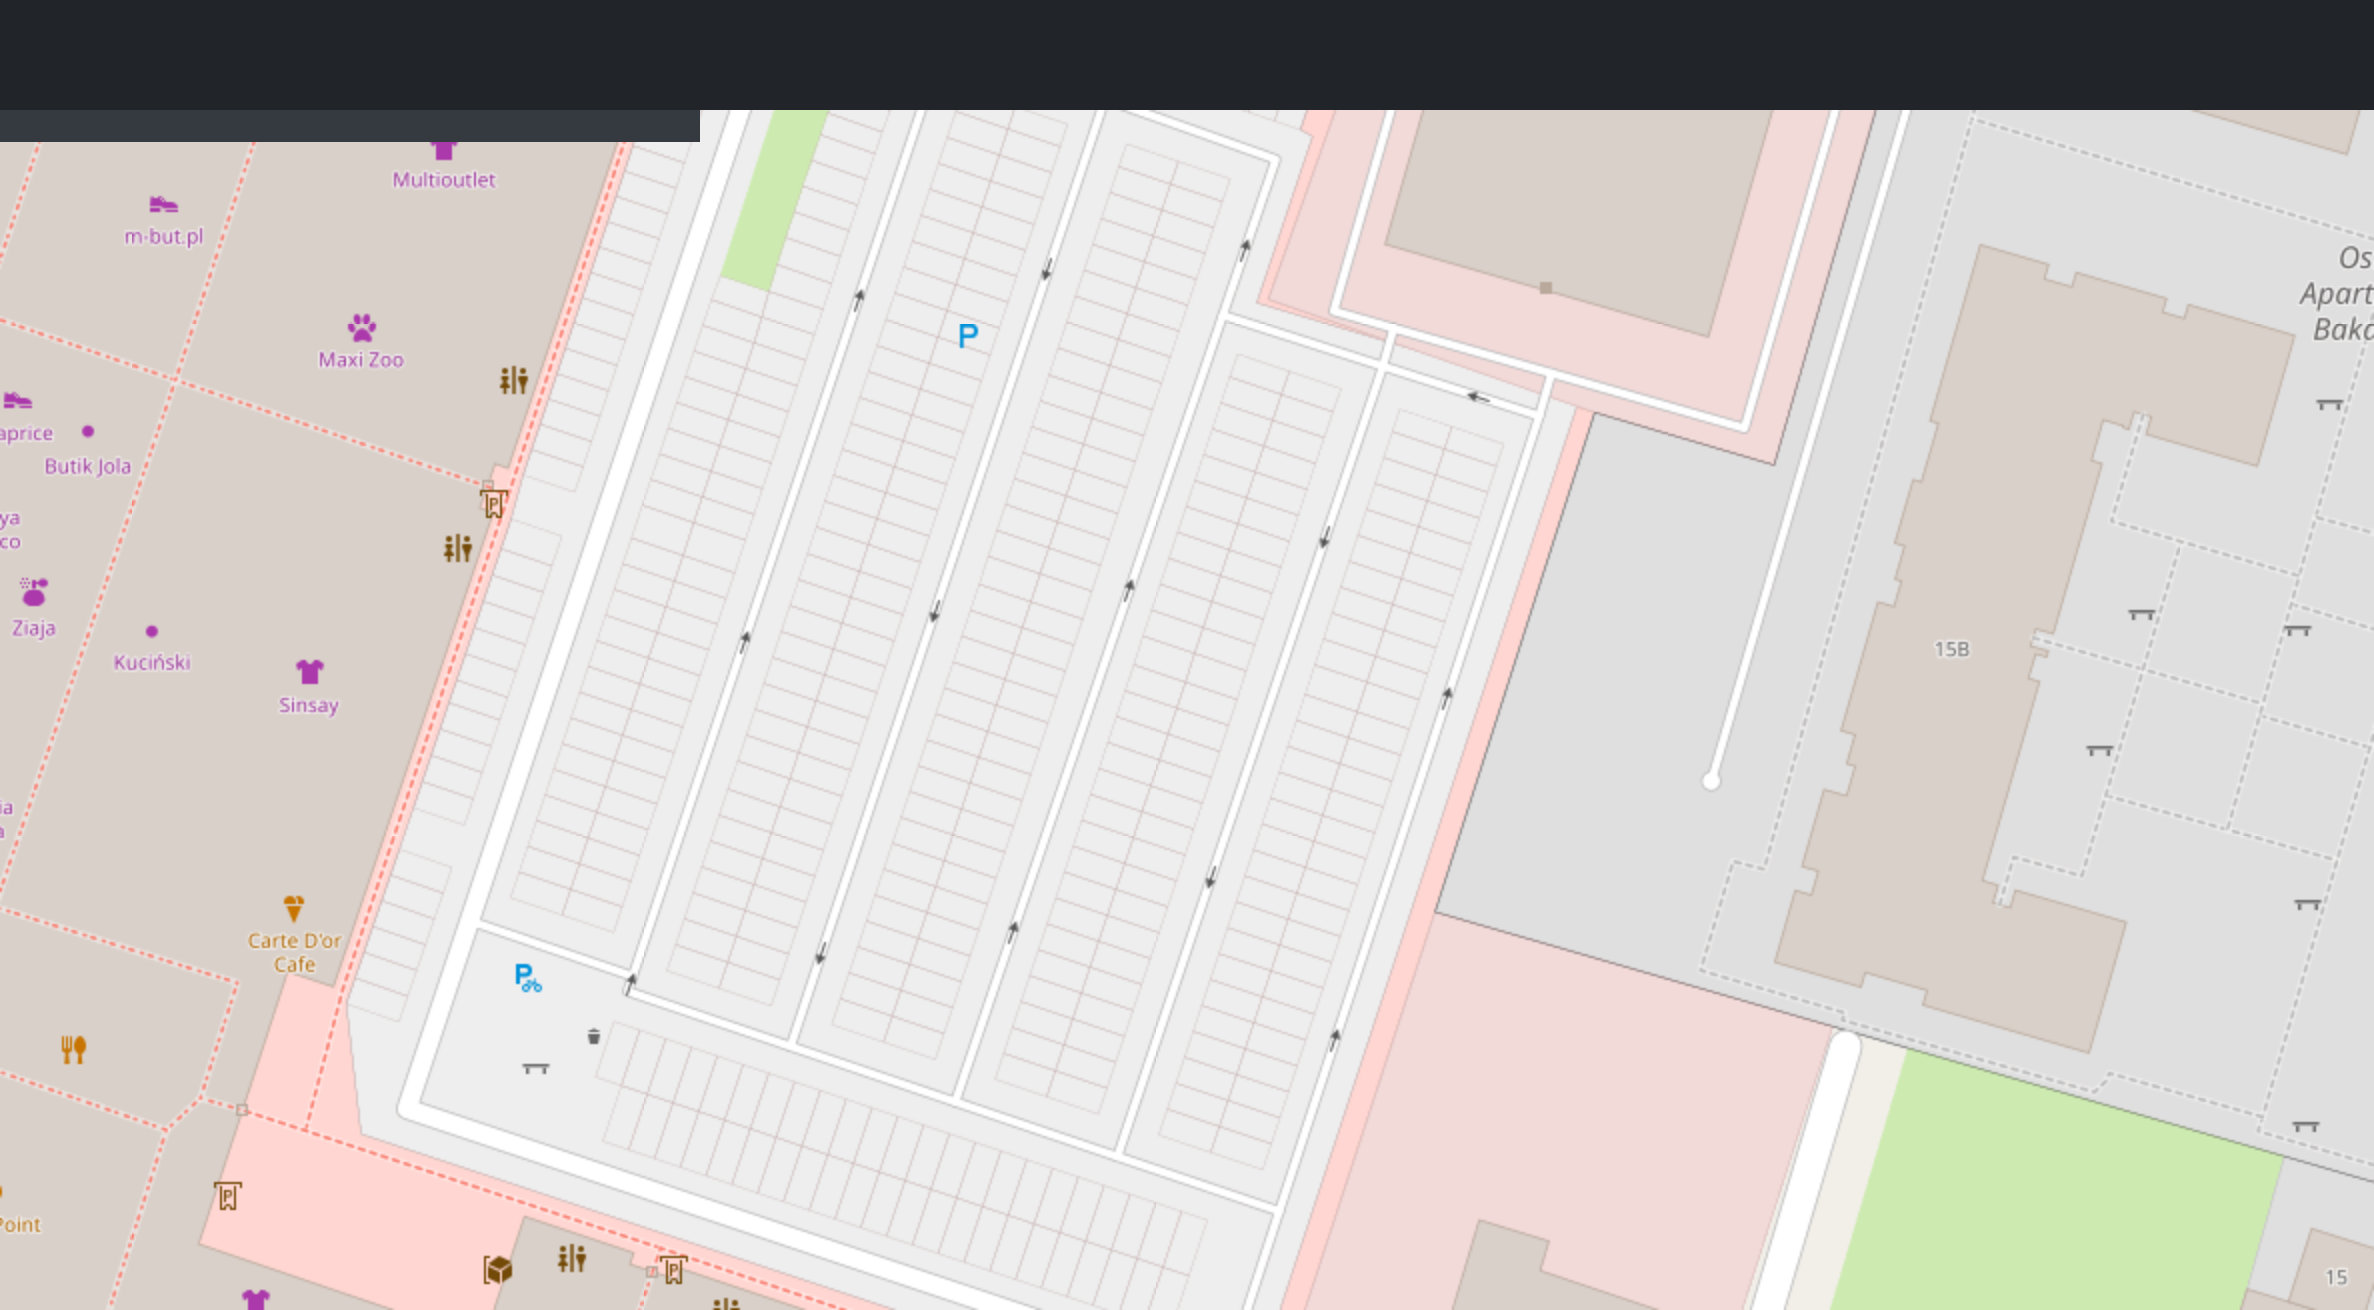 Multioutlet
m-but.pl
Maxi Zoo
P
aprice
Butik Jola
P
ya
co
Ziaja
Kuciński
Sinsay
ia
a
Carte D'or
Cafe
P
P
Point
P
Os
Apart
Bak
15B
15